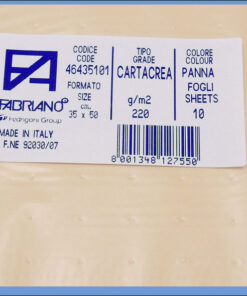 CODICE CODE
46435101
FORMATO
SIZE cm.
35 x 50
TIPO
GRADE
CARTACREA
g/m2
220
COLORE
COLOUR
PANNA
FOGLI
SHEETS
10
FA
FABRIANO®
Fedrigoni Group
MADE IN ITALY
F.NE 92030/07
8 001348 127550